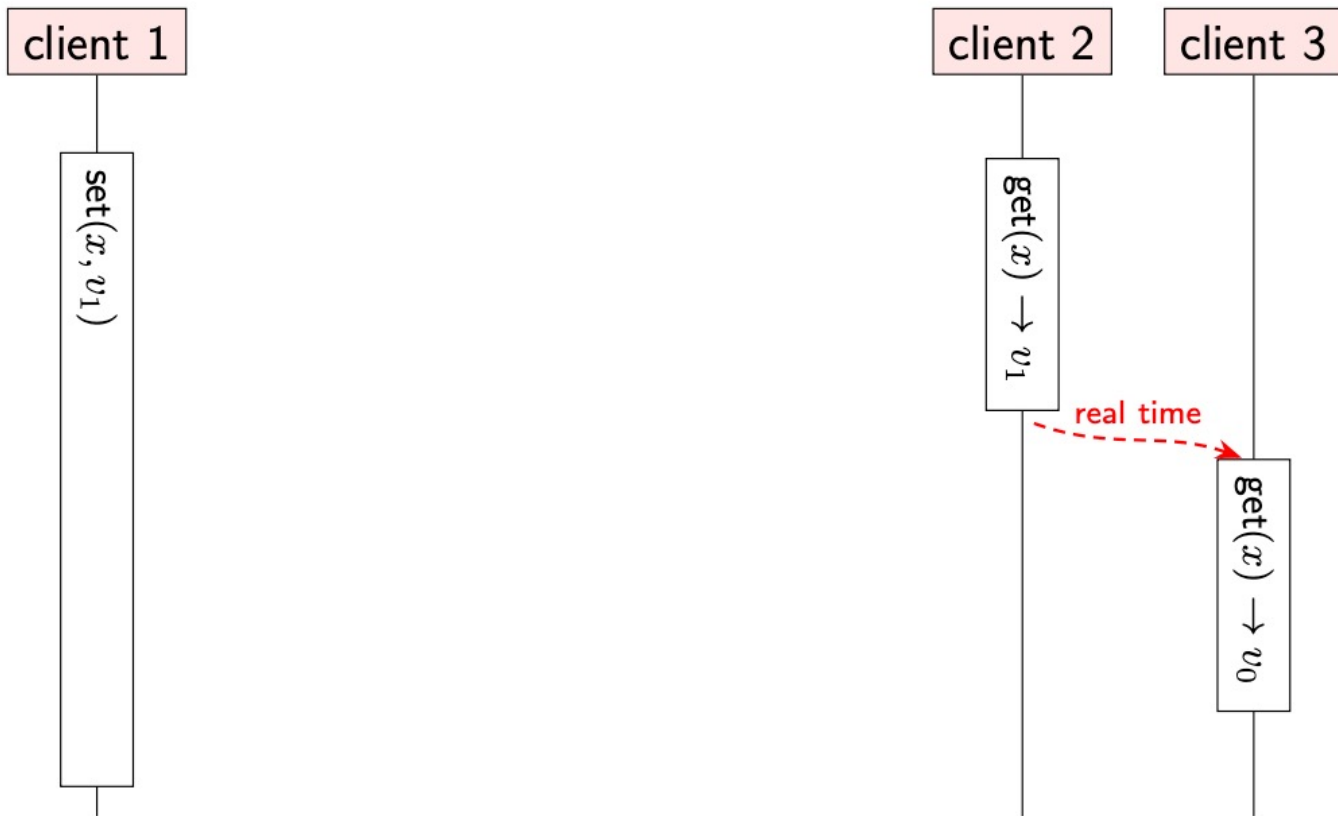 client 1
client 2
client 3
set(x, v₁)
get(x) → v₁
real time
get(x) → v₀